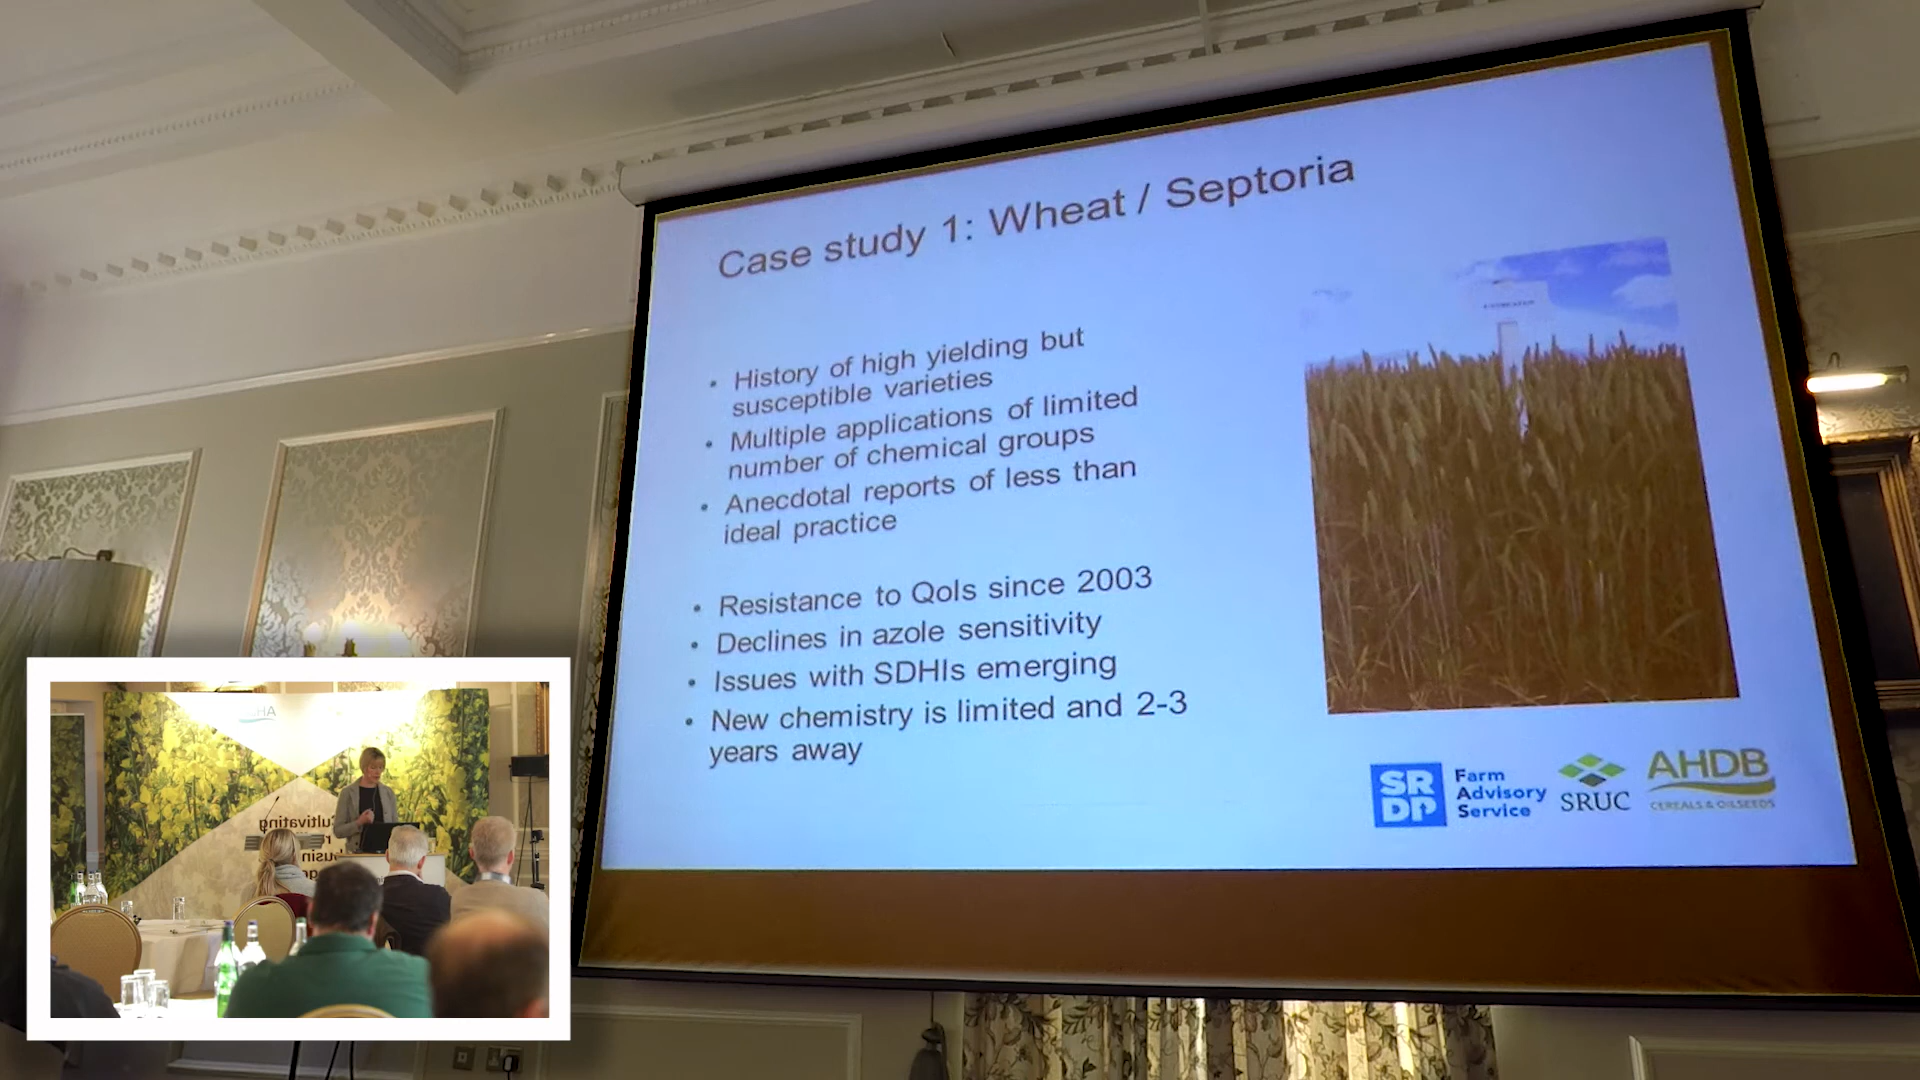 Case study 1: Wheat / Septoria
• History of high yielding but
susceptible varieties
• Multiple applications of limited
number of chemical groups
• Anecdotal reports of less than
ideal practice
• Resistance to QoIs since 2003
• Declines in azole sensitivity
• Issues with SDHIs emerging
• New chemistry is limited and 2-3
years away
SR
DP
Farm
Advisory
Service
SRUC
AHDB
CEREALS & OILSEEDS
Cultivating